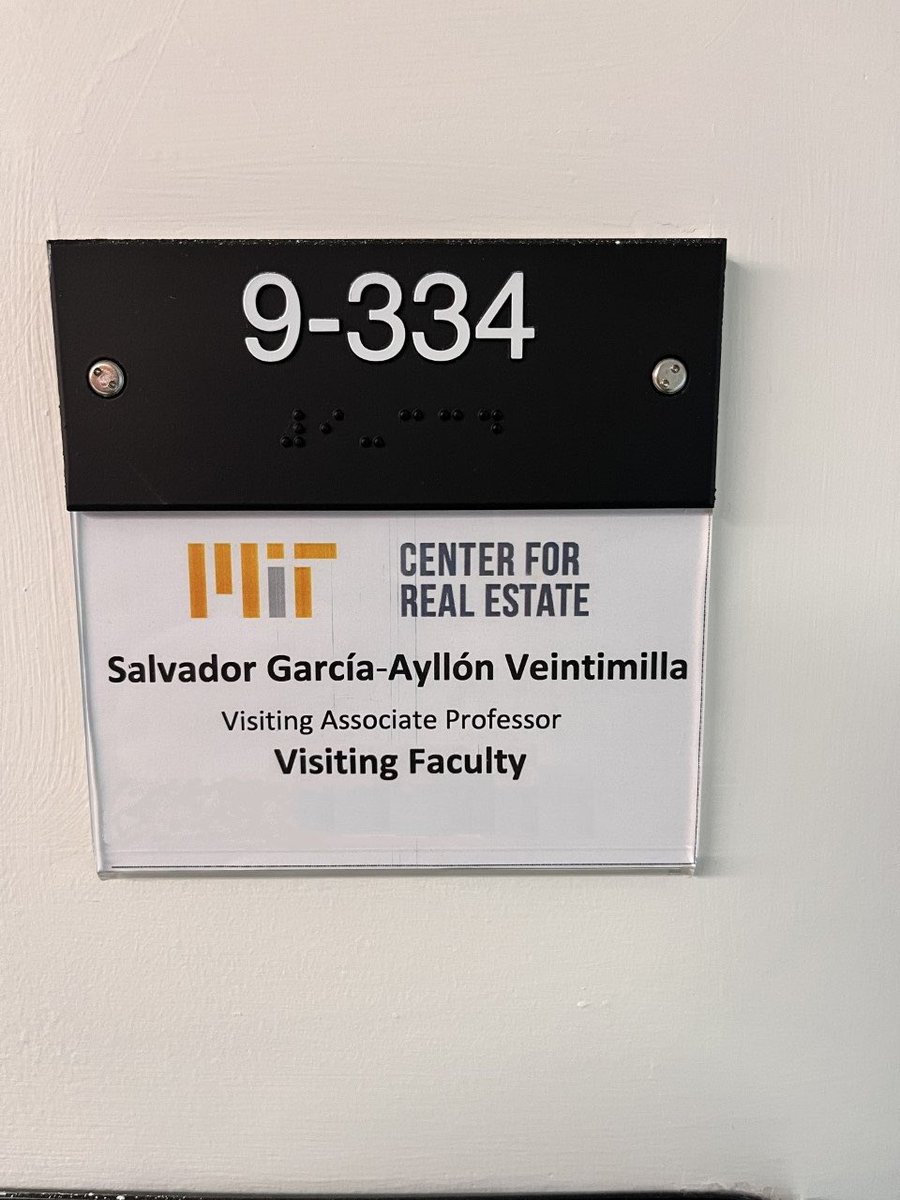 9-334
⠼⠊⠤⠉⠉⠙
MIT CENTER FOR
REAL ESTATE
Salvador García-Ayllón Veintimilla
Visiting Associate Professor
Visiting Faculty